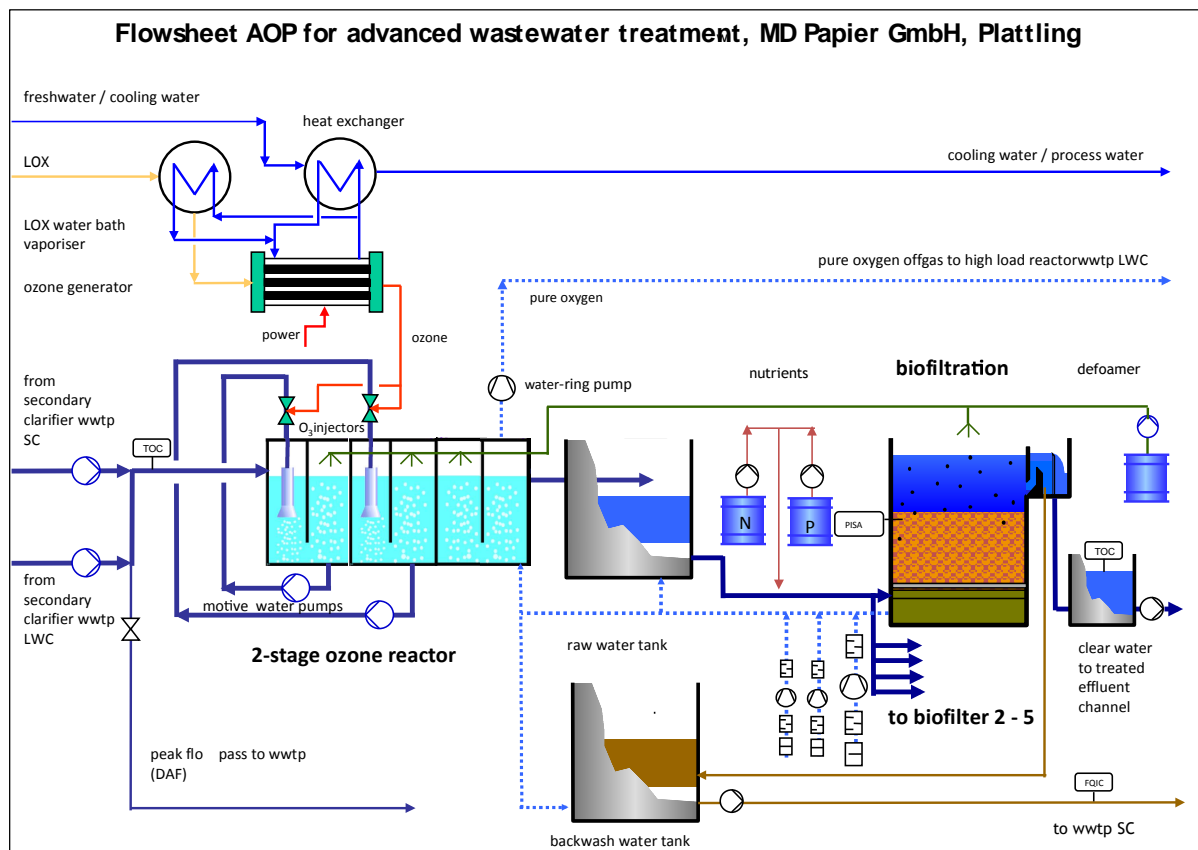 Flowsheet AOP for advanced wastewater treatment, MD Papier GmbH, Plattling
freshwater / cooling water
heat exchanger
LOX
cooling water / process water
LOX water bath
vaporiser
pure oxygen offgas to high load reactorwwtp LWC
ozone generator
pure oxygen
power
ozone
from
secondary
clarifier wwtp
SC
water-ring pump
nutrients
biofiltration
defoamer
O3injectors
TOC
N
P
PISA
TOC
from
secondary
clarifier wwtp
LWC
motive water pumps
2-stage ozone reactor
raw water tank
clear water
to treated
effluent
channel
to biofilter 2 - 5
peak flo pass to wwtp
(DAF)
FQIC
to wwtp SC
backwash water tank